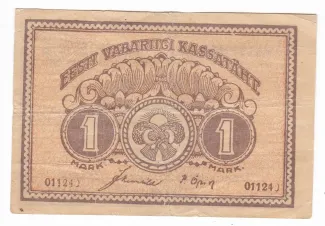 EESTI VABARIIGI KASSATÄHT.
1 1
MARK. MARK.
01124 J 01124 J